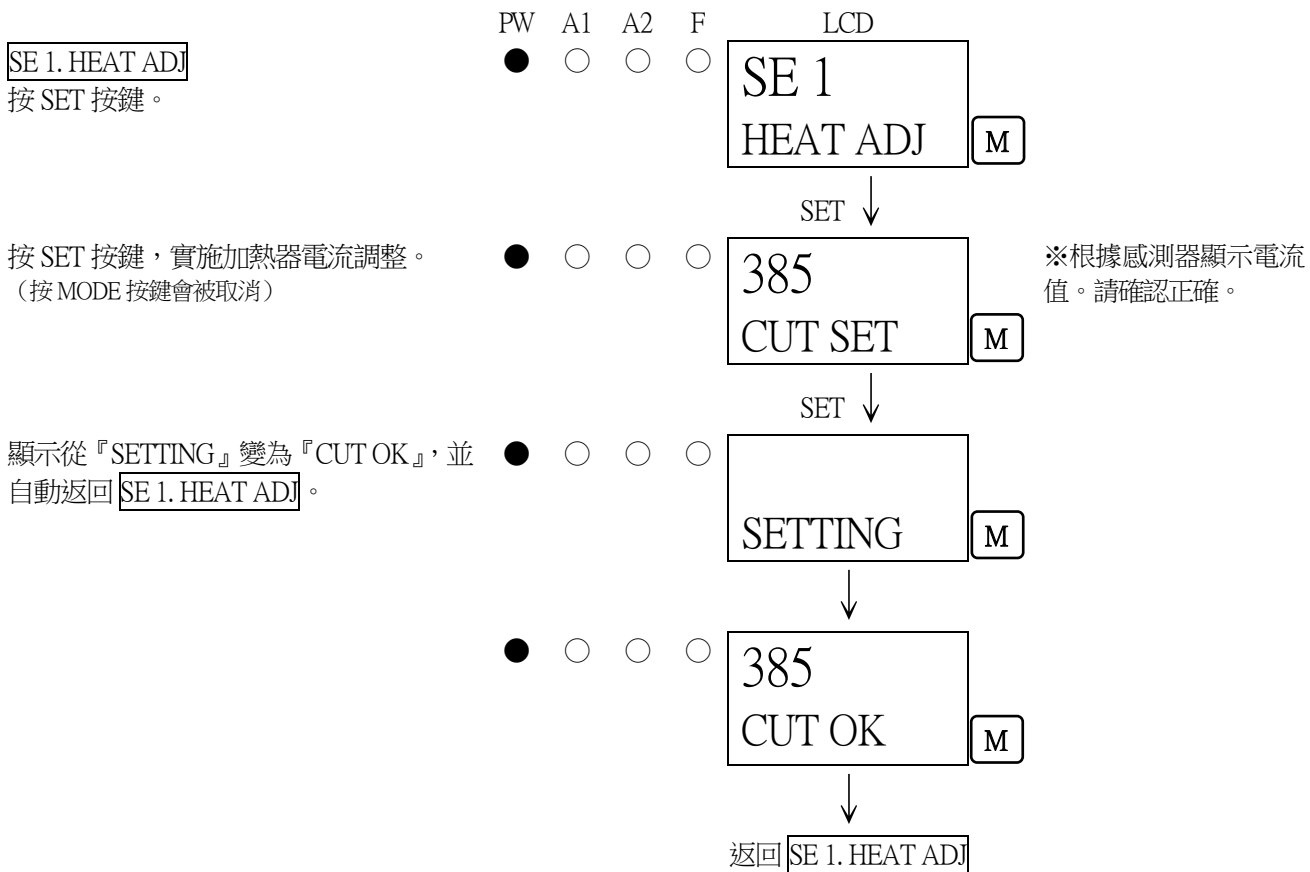 PW A1 A2 F LCD
SE 1. HEAT ADJ ● ○ ○ ○ SE 1
按 SET 按鍵。
HEAT ADJ M
SET ↓
按 SET 按鍵，實施加熱器電流調整。 ● ○ ○ ○ 385 ※根據感測器顯示電流
（按 MODE 按鍵會被取消） 值。請確認正確。
CUT SET M
SET ↓
顯示從『SETTING』變為『CUT OK』，並 ● ○ ○ ○
自動返回 SE 1. HEAT ADJ。
SETTING M
↓
● ○ ○ ○ 385
CUT OK M
↓
返回 SE 1. HEAT ADJ